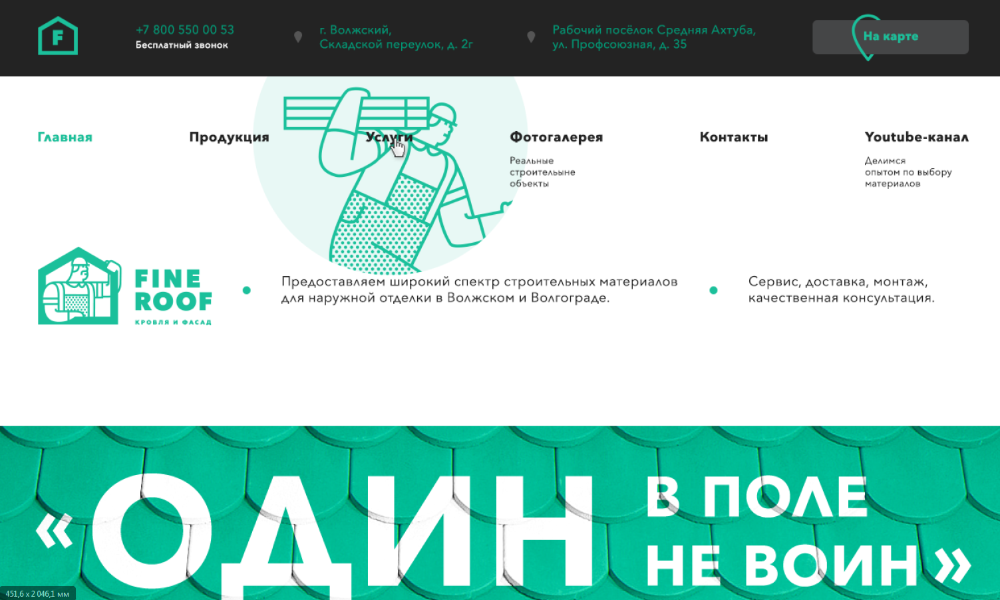 F
+7 800 550 00 53
Бесплатный звонок
г. Волжский,
Складской переулок, д. 2г
Рабочий посёлок Средняя Ахтуба,
ул. Профсоюзная, д. 35
На карте
Главная
Продукция
Услуги
Фотогалерея
Реальные
строительыне
объекты
Контакты
Youtube-канал
Делимся
опытом по выбору
материалов
FINE
ROOF
КРОВЛЯ И ФАСАД
Предоставляем широкий спектр строительных материалов
для наружной отделки в Волжском и Волгограде.
Сервис, доставка, монтаж,
качественная консультация.
«ОДИН
В ПОЛЕ
НЕ ВОИН»
451,6 x 2 046,1 мм